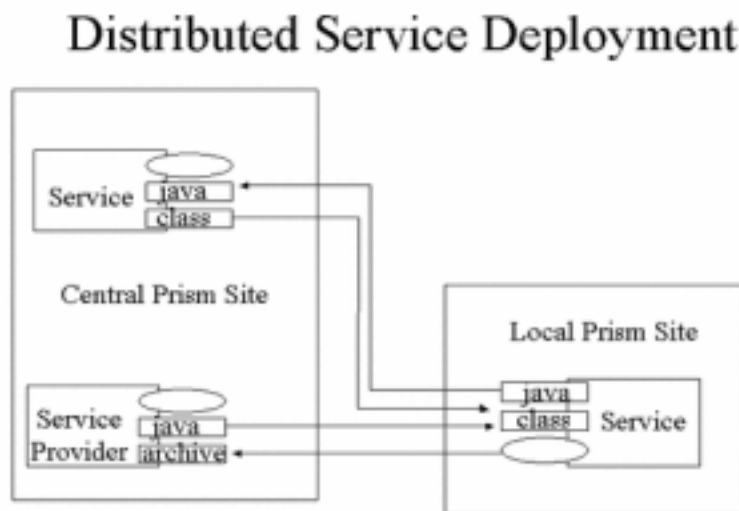 Distributed Service Deployment
Service
java
class
Central Prism Site
Service
Provider
java
archive
Local Prism Site
java
class
Service